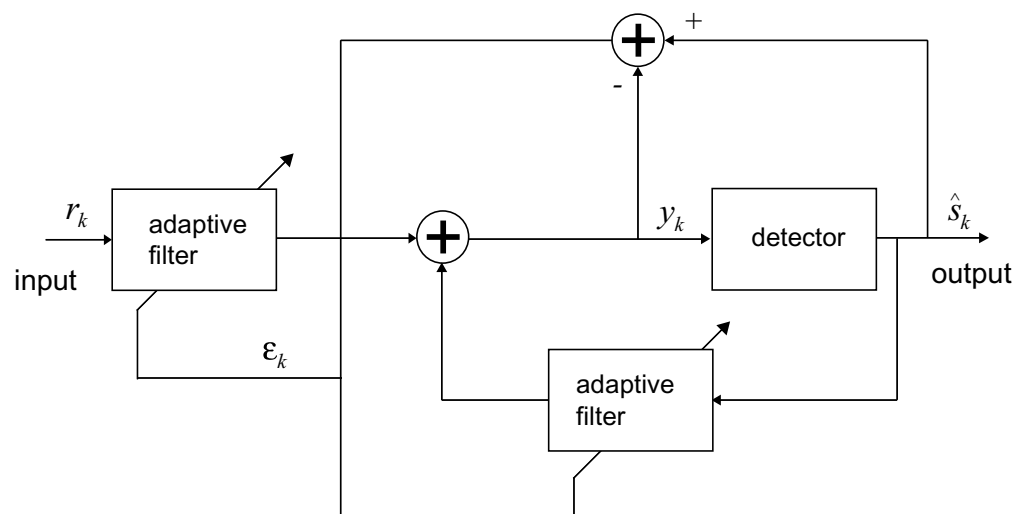 +
-
r_k
adaptive
filter
y_k
detector
ŝ_k
input
output
ε_k
adaptive
filter